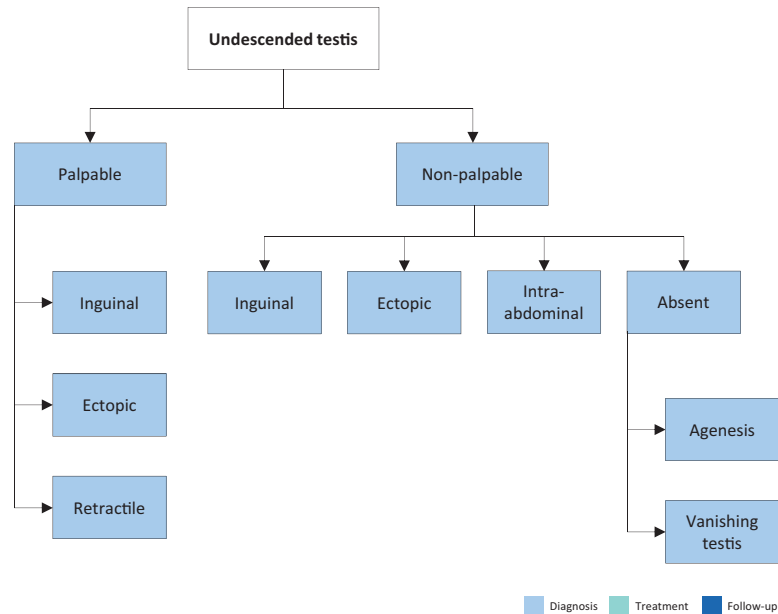 Undescended testis
Palpable
Non-palpable
Inguinal
Ectopic
Retractile
Inguinal
Ectopic
Intra-
abdominal
Absent
Agenesis
Vanishing
testis
Diagnosis
Treatment
Follow-up